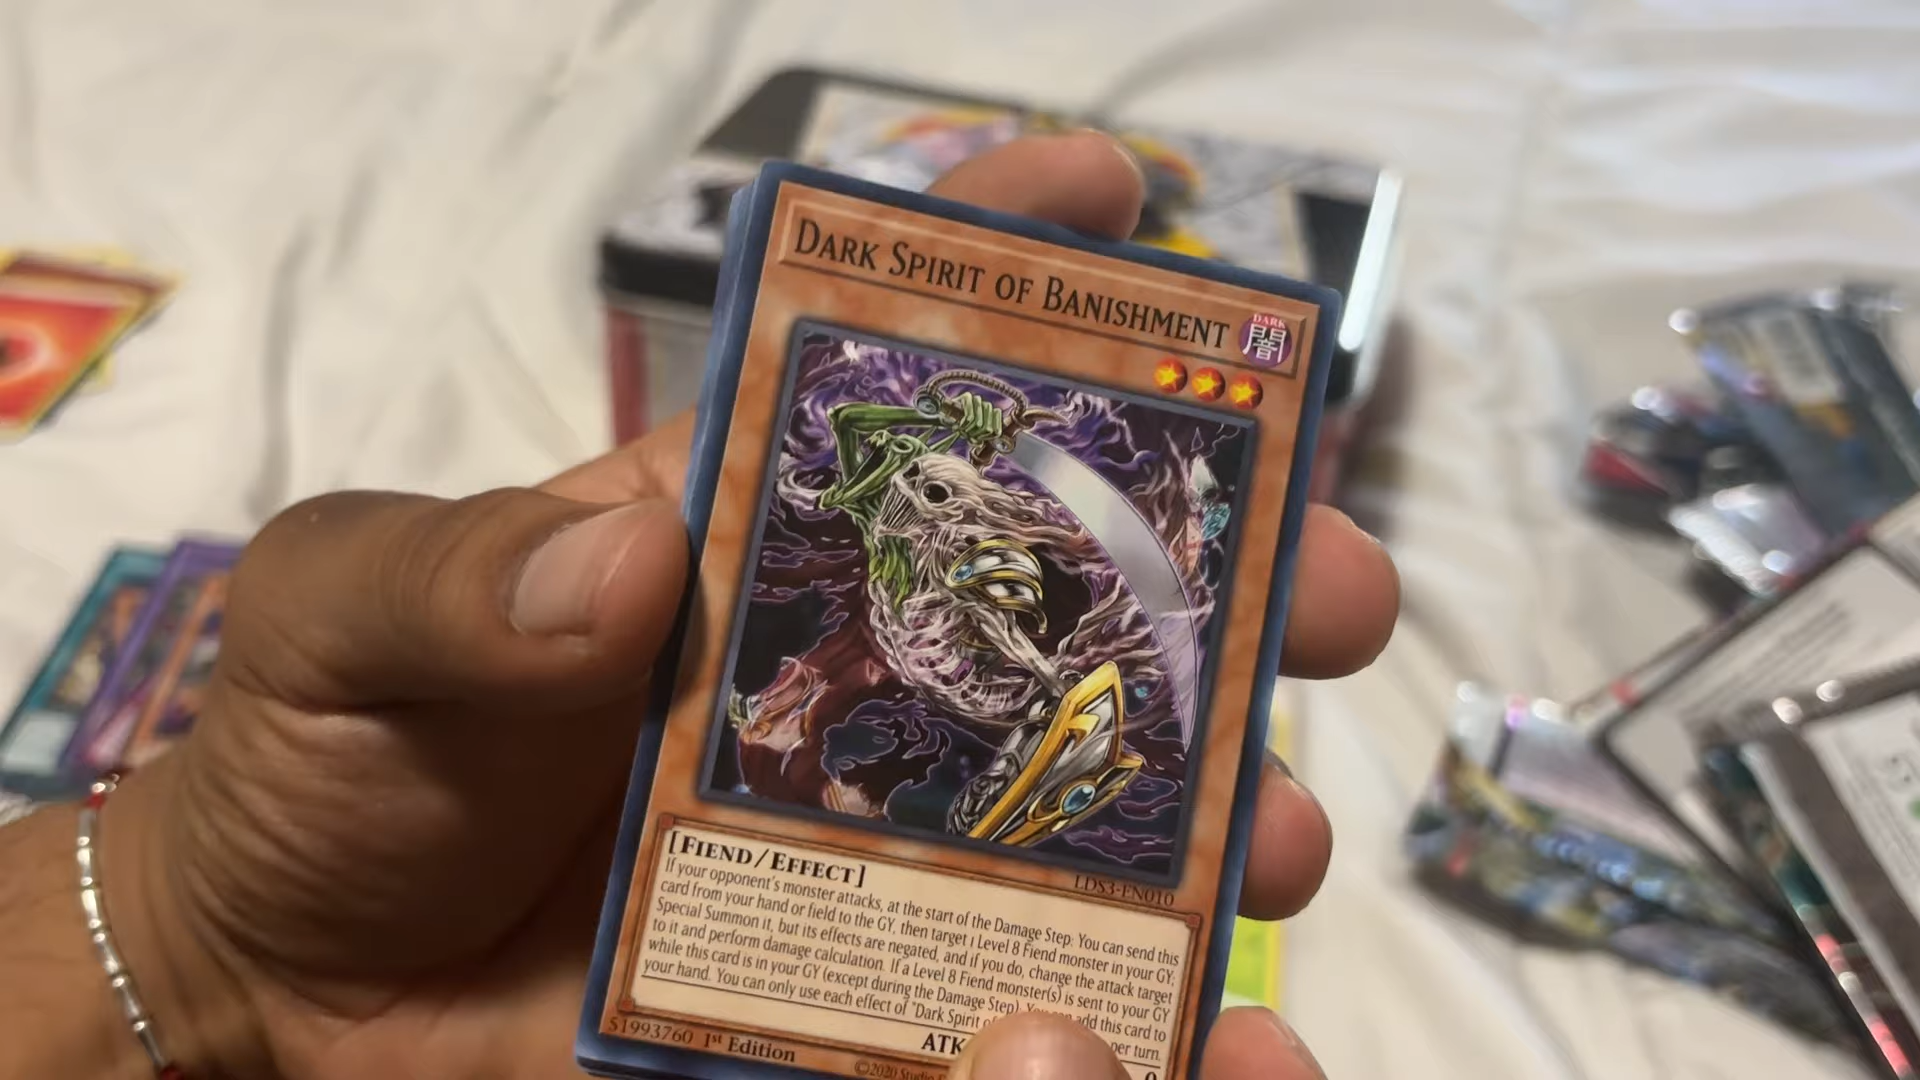 DARK SPIRIT OF BANISHMENT
DARK
闇
LDS3-EN010
[FIEND/EFFECT]
If your opponent's monster attacks, at the start of the Damage Step: You can send this
card from your hand or field to the GY, then target 1 Level 8 Fiend monster in your GY;
Special Summon it, but its effects are negated, and if you do, change the attack target
to it and perform damage calculation. If a Level 8 Fiend monster(s) is sent to your GY
while this card is in your GY (except during the Damage Step): You can add this card to
your hand. You can only use each effect of "Dark Spirit of per turn.
ATK 0
51993760 1st Edition
©2020 Studio